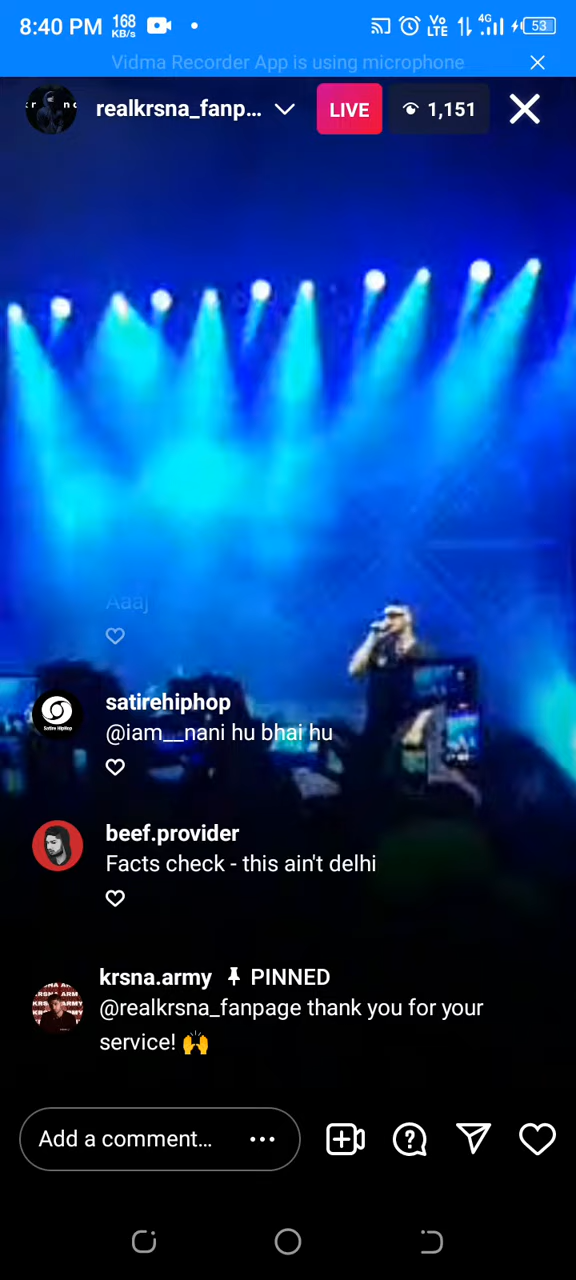 8:40 PM 168 KB/s Vo LTE 4G 53
Vidma Recorder App is using microphone
realkrsna_fanp... LIVE 1,151
Aaaj
satirehiphop
@iam__nani hu bhai hu
beef.provider
Facts check - this ain't delhi
krsna.army PINNED
@realkrsna_fanpage thank you for your
service! 🙌
Add a comment...